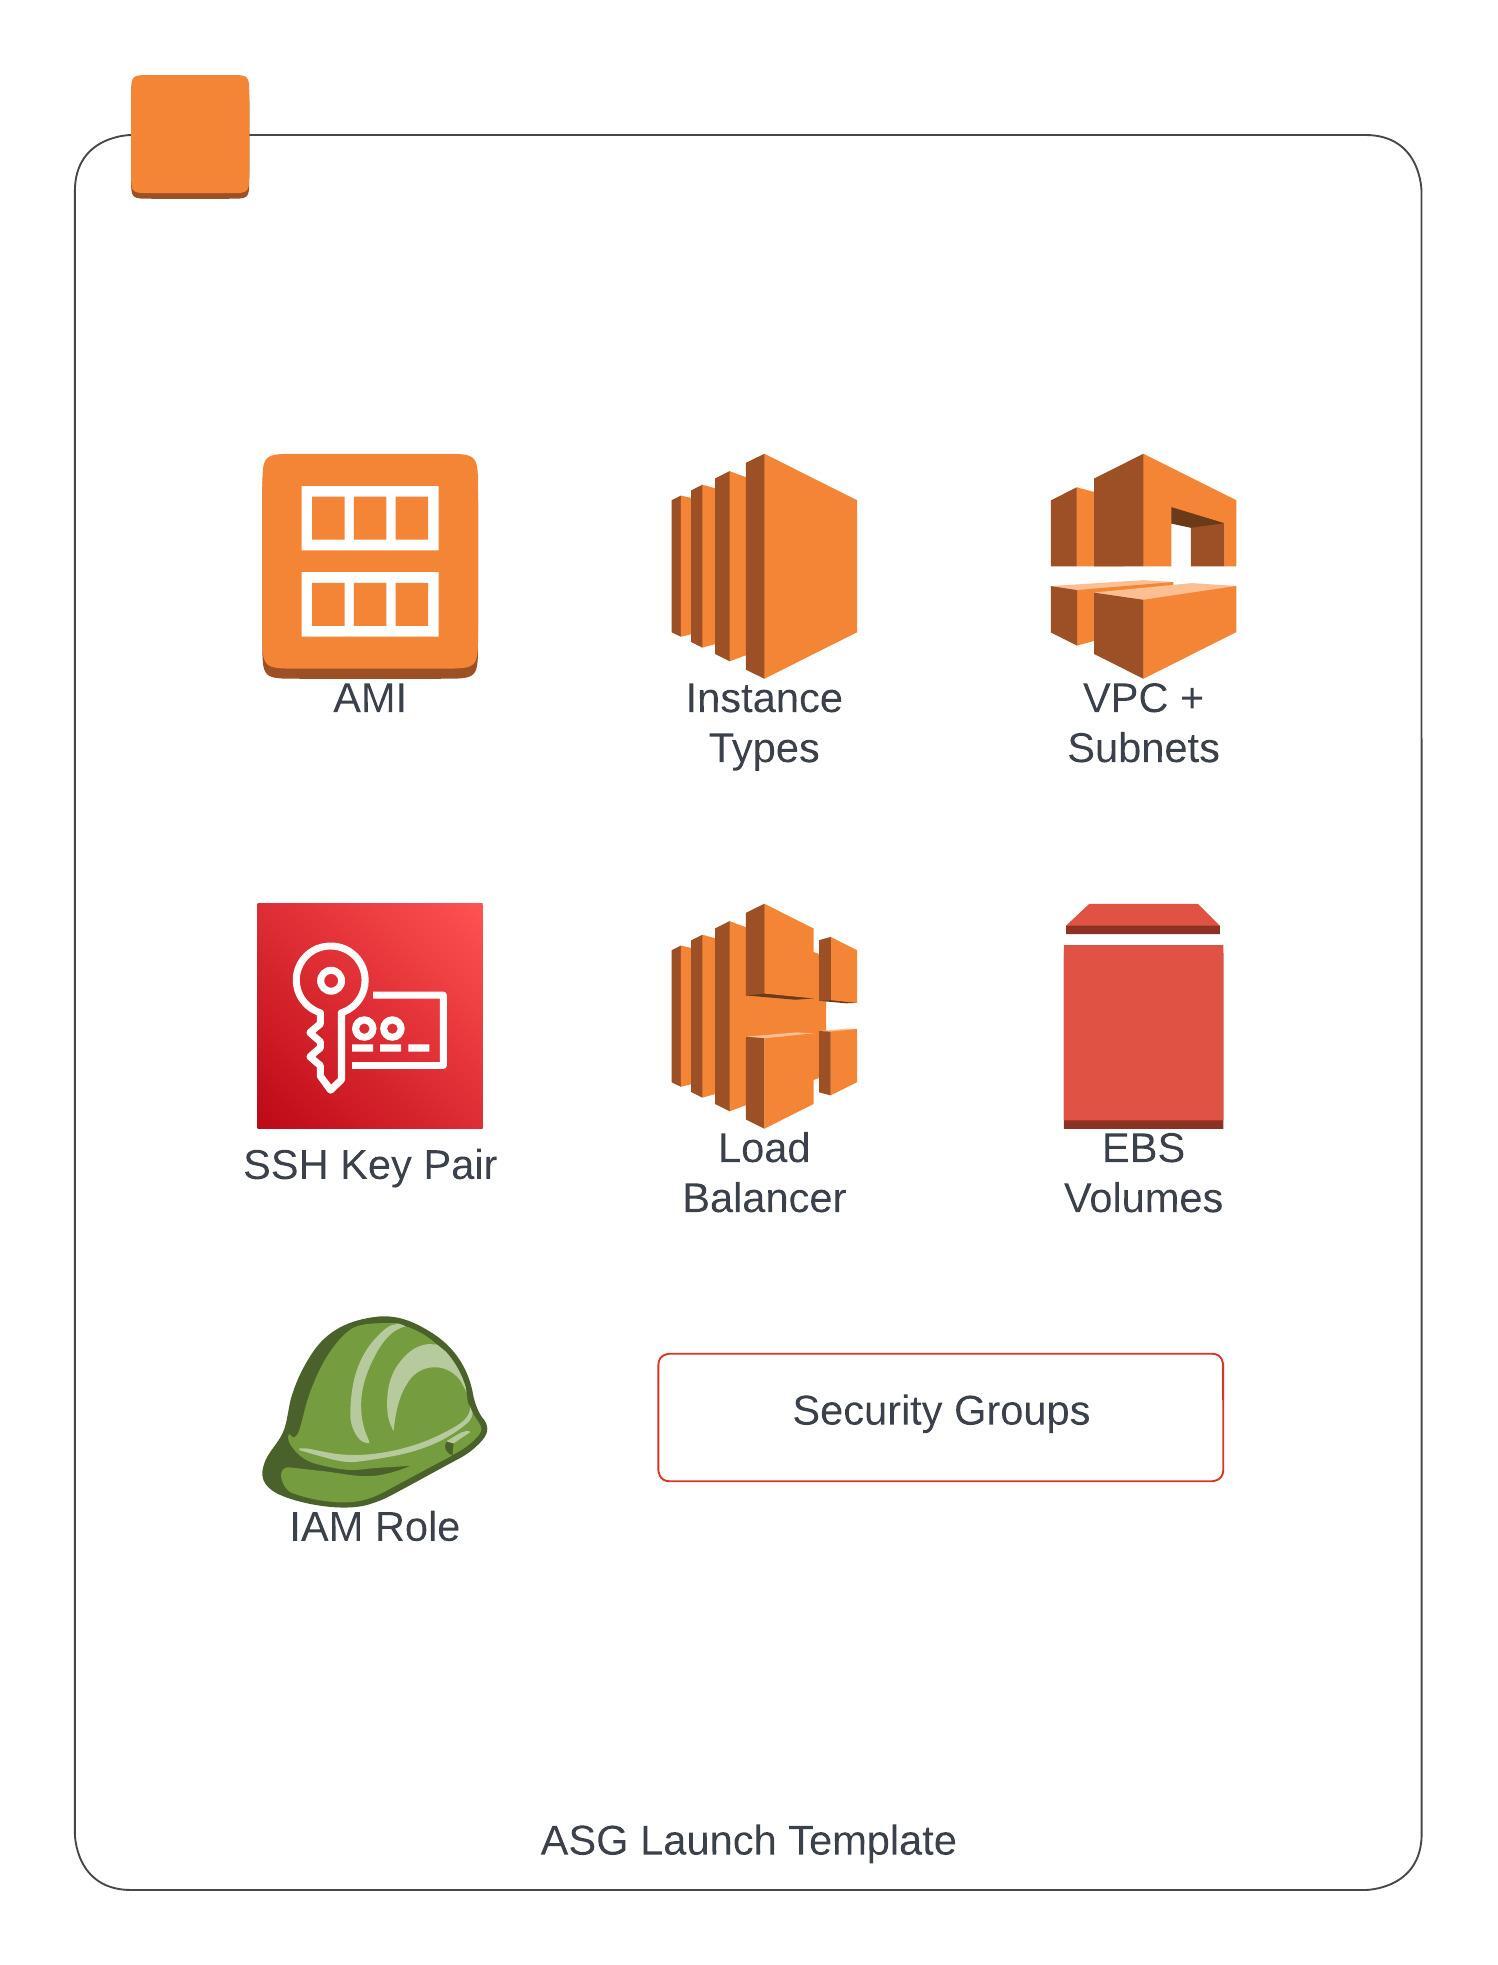 AMI
Instance
Types
VPC +
Subnets
SSH Key Pair
Load
Balancer
EBS
Volumes
IAM Role
Security Groups
ASG Launch Template